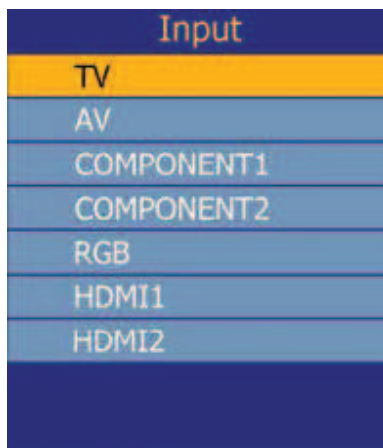 Input
TV
AV
COMPONENT1
COMPONENT2
RGB
HDMI1
HDMI2